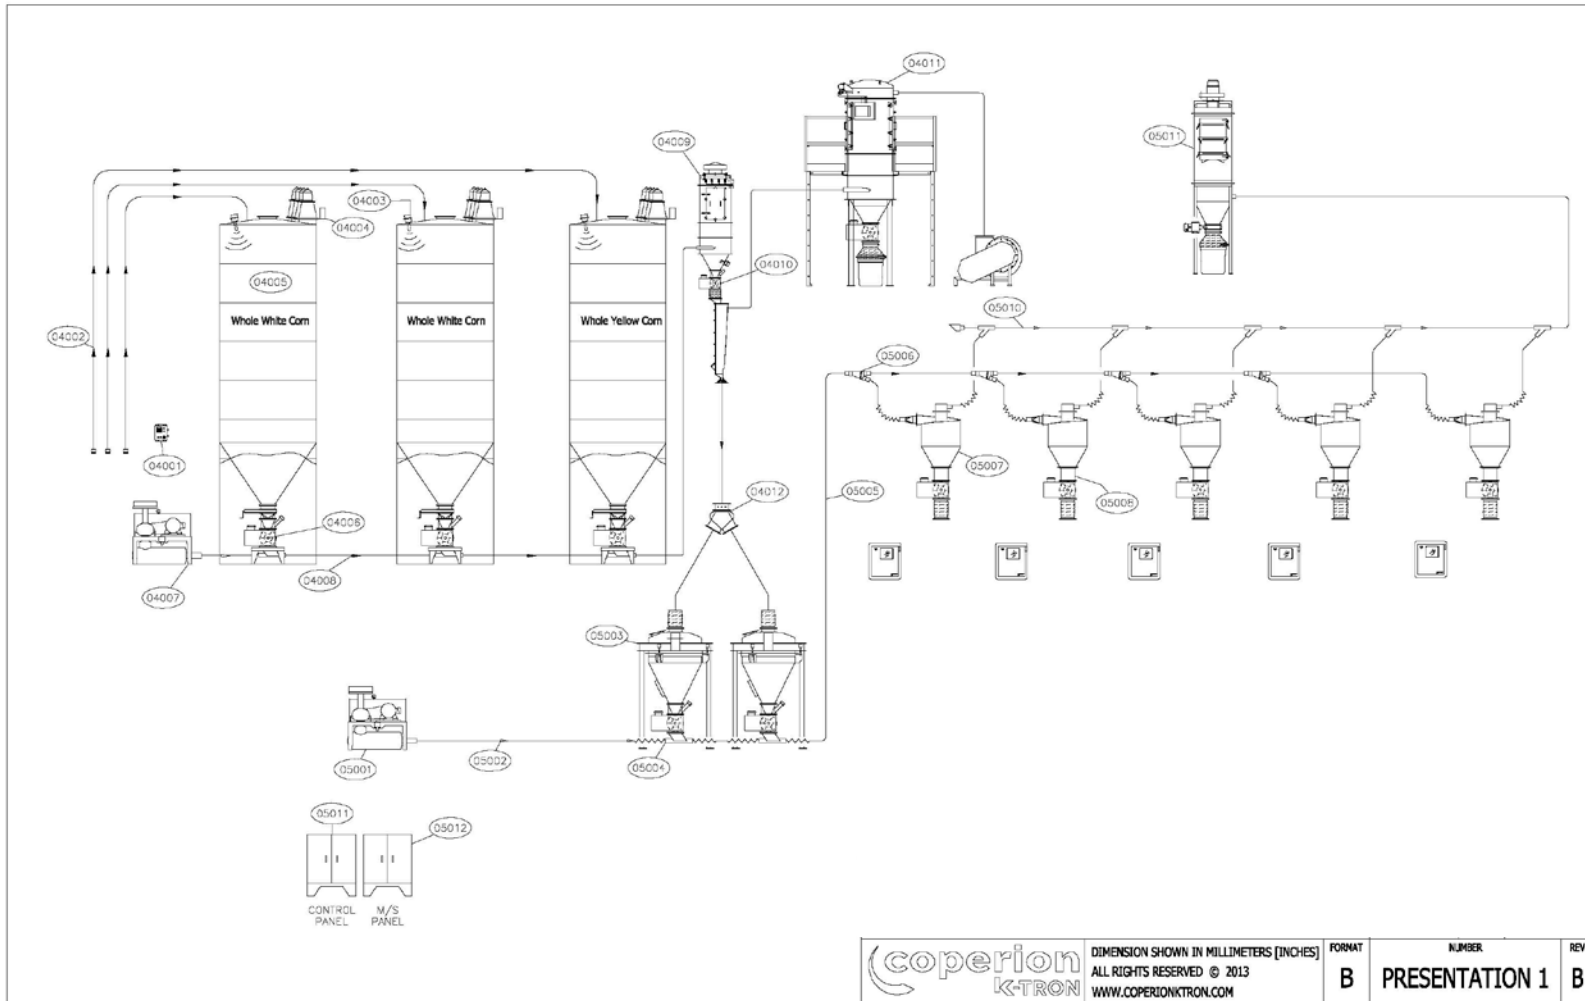 04011
05011
04009
04003
04004
04010
04005
05010
Whole White Corn
Whole White Corn
Whole Yellow Corn
04002
05006
04001
05007
05008
05005
04012
04006
04008
04007
05003
05002
05004
05001
05011
05012
CONTROL
PANEL
M/S
PANEL
coperion
K-TRON
DIMENSION SHOWN IN MILLIMETERS [INCHES]
ALL RIGHTS RESERVED © 2013
WWW.COPERIONKTRON.COM
FORMAT
B
NUMBER
PRESENTATION 1
REV
B